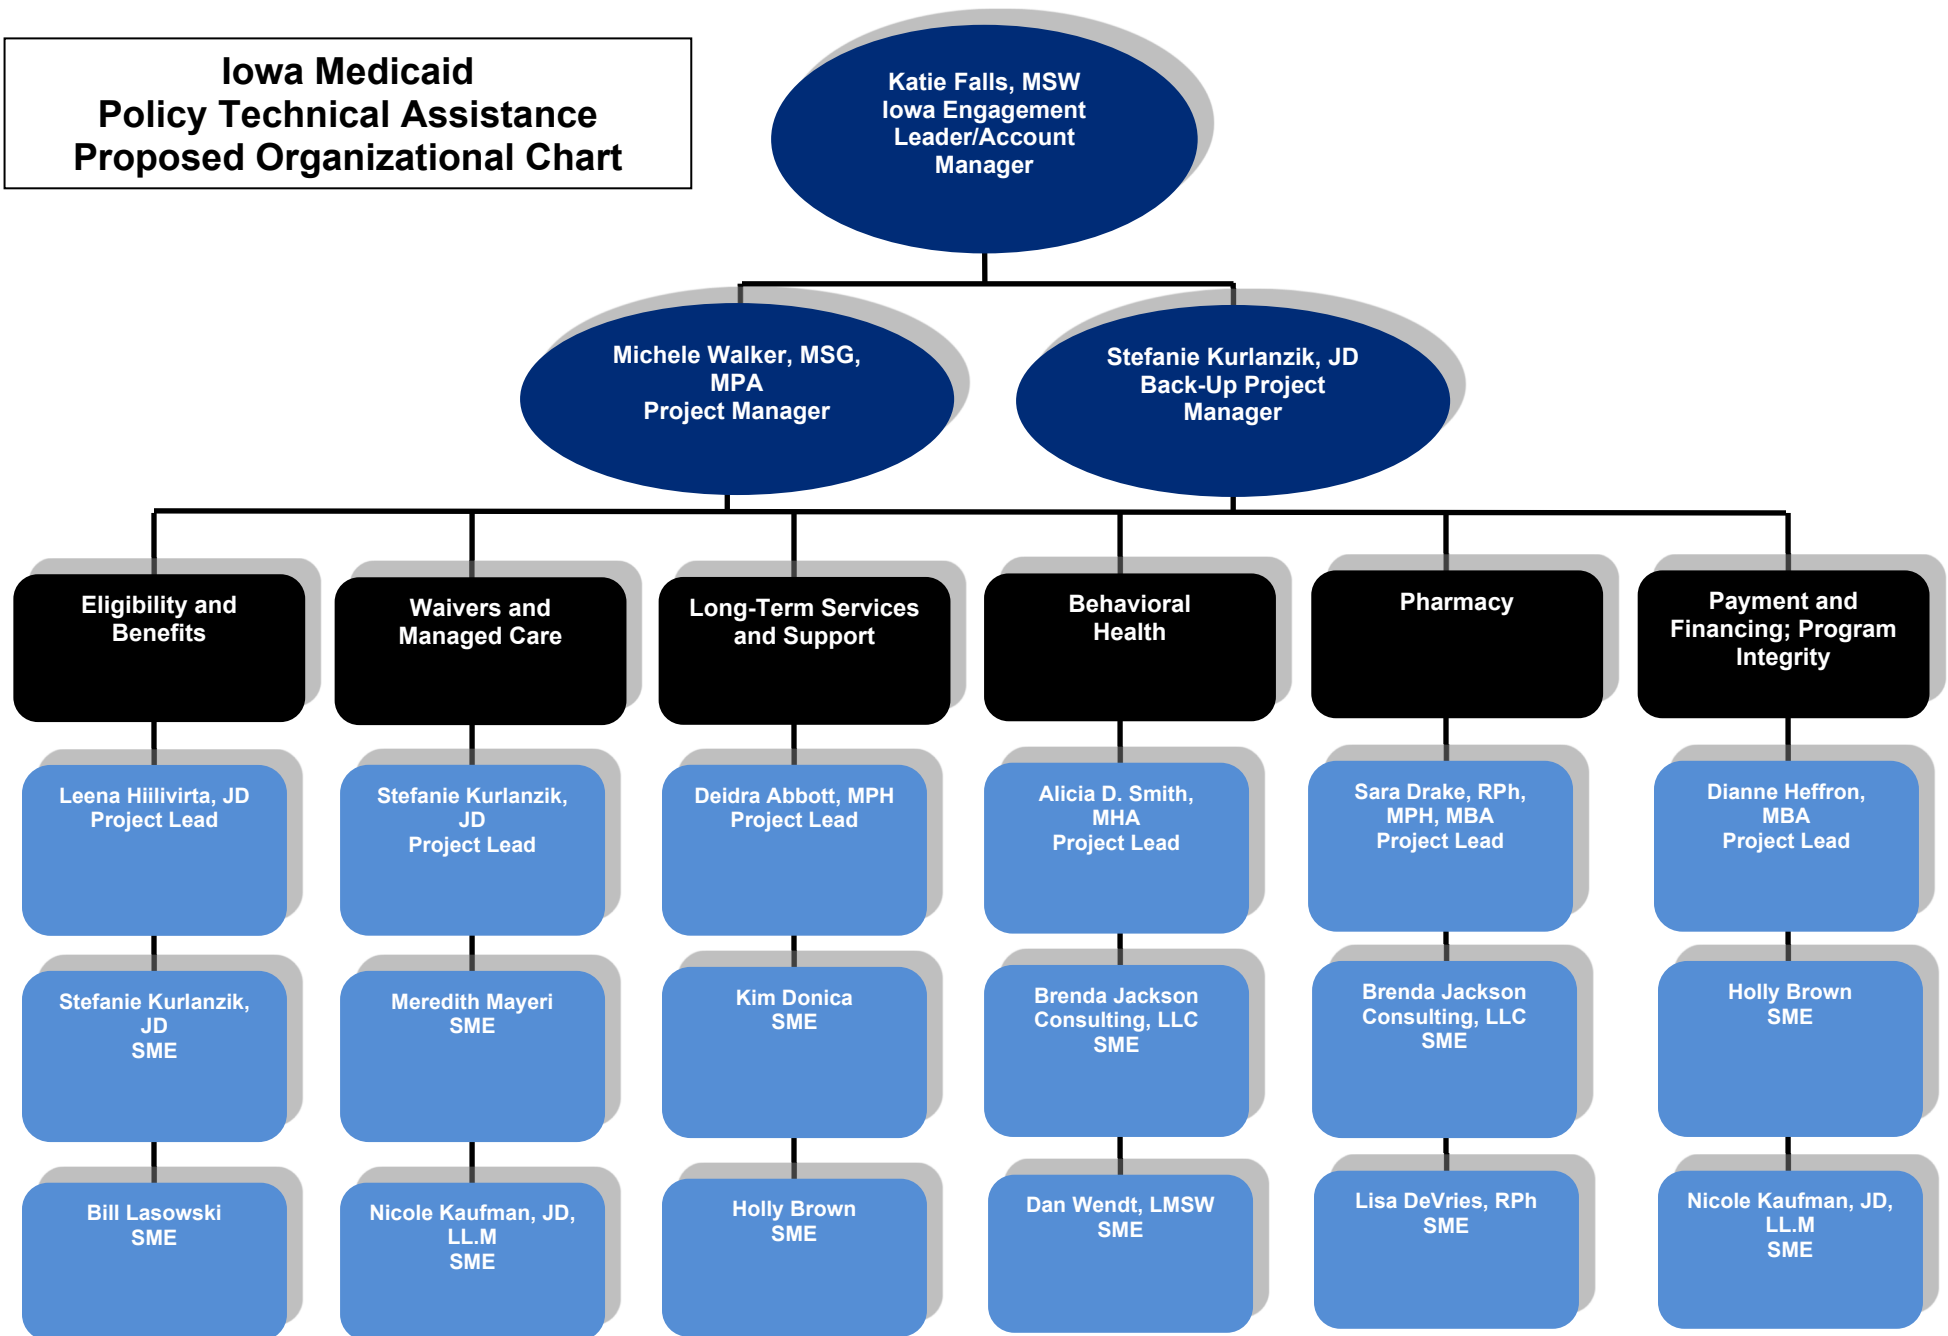 Iowa Medicaid
Policy Technical Assistance
Proposed Organizational Chart
Katie Falls, MSW
Iowa Engagement
Leader/Account
Manager
Michele Walker, MSG,
MPA
Project Manager
Stefanie Kurlanzik, JD
Back-Up Project
Manager
Eligibility and
Benefits
Waivers and
Managed Care
Long-Term Services
and Support
Behavioral
Health
Pharmacy
Payment and
Financing; Program
Integrity
Leena Hiilivirta, JD
Project Lead
Stefanie Kurlanzik,
JD
Project Lead
Deidra Abbott, MPH
Project Lead
Alicia D. Smith,
MHA
Project Lead
Sara Drake, RPh,
MPH, MBA
Project Lead
Dianne Heffron,
MBA
Project Lead
Stefanie Kurlanzik,
JD
SME
Meredith Mayeri
SME
Kim Donica
SME
Brenda Jackson
Consulting, LLC
SME
Brenda Jackson
Consulting, LLC
SME
Holly Brown
SME
Bill Lasowski
SME
Nicole Kaufman, JD,
LL.M
SME
Holly Brown
SME
Dan Wendt, LMSW
SME
Lisa DeVries, RPh
SME
Nicole Kaufman, JD,
LL.M
SME